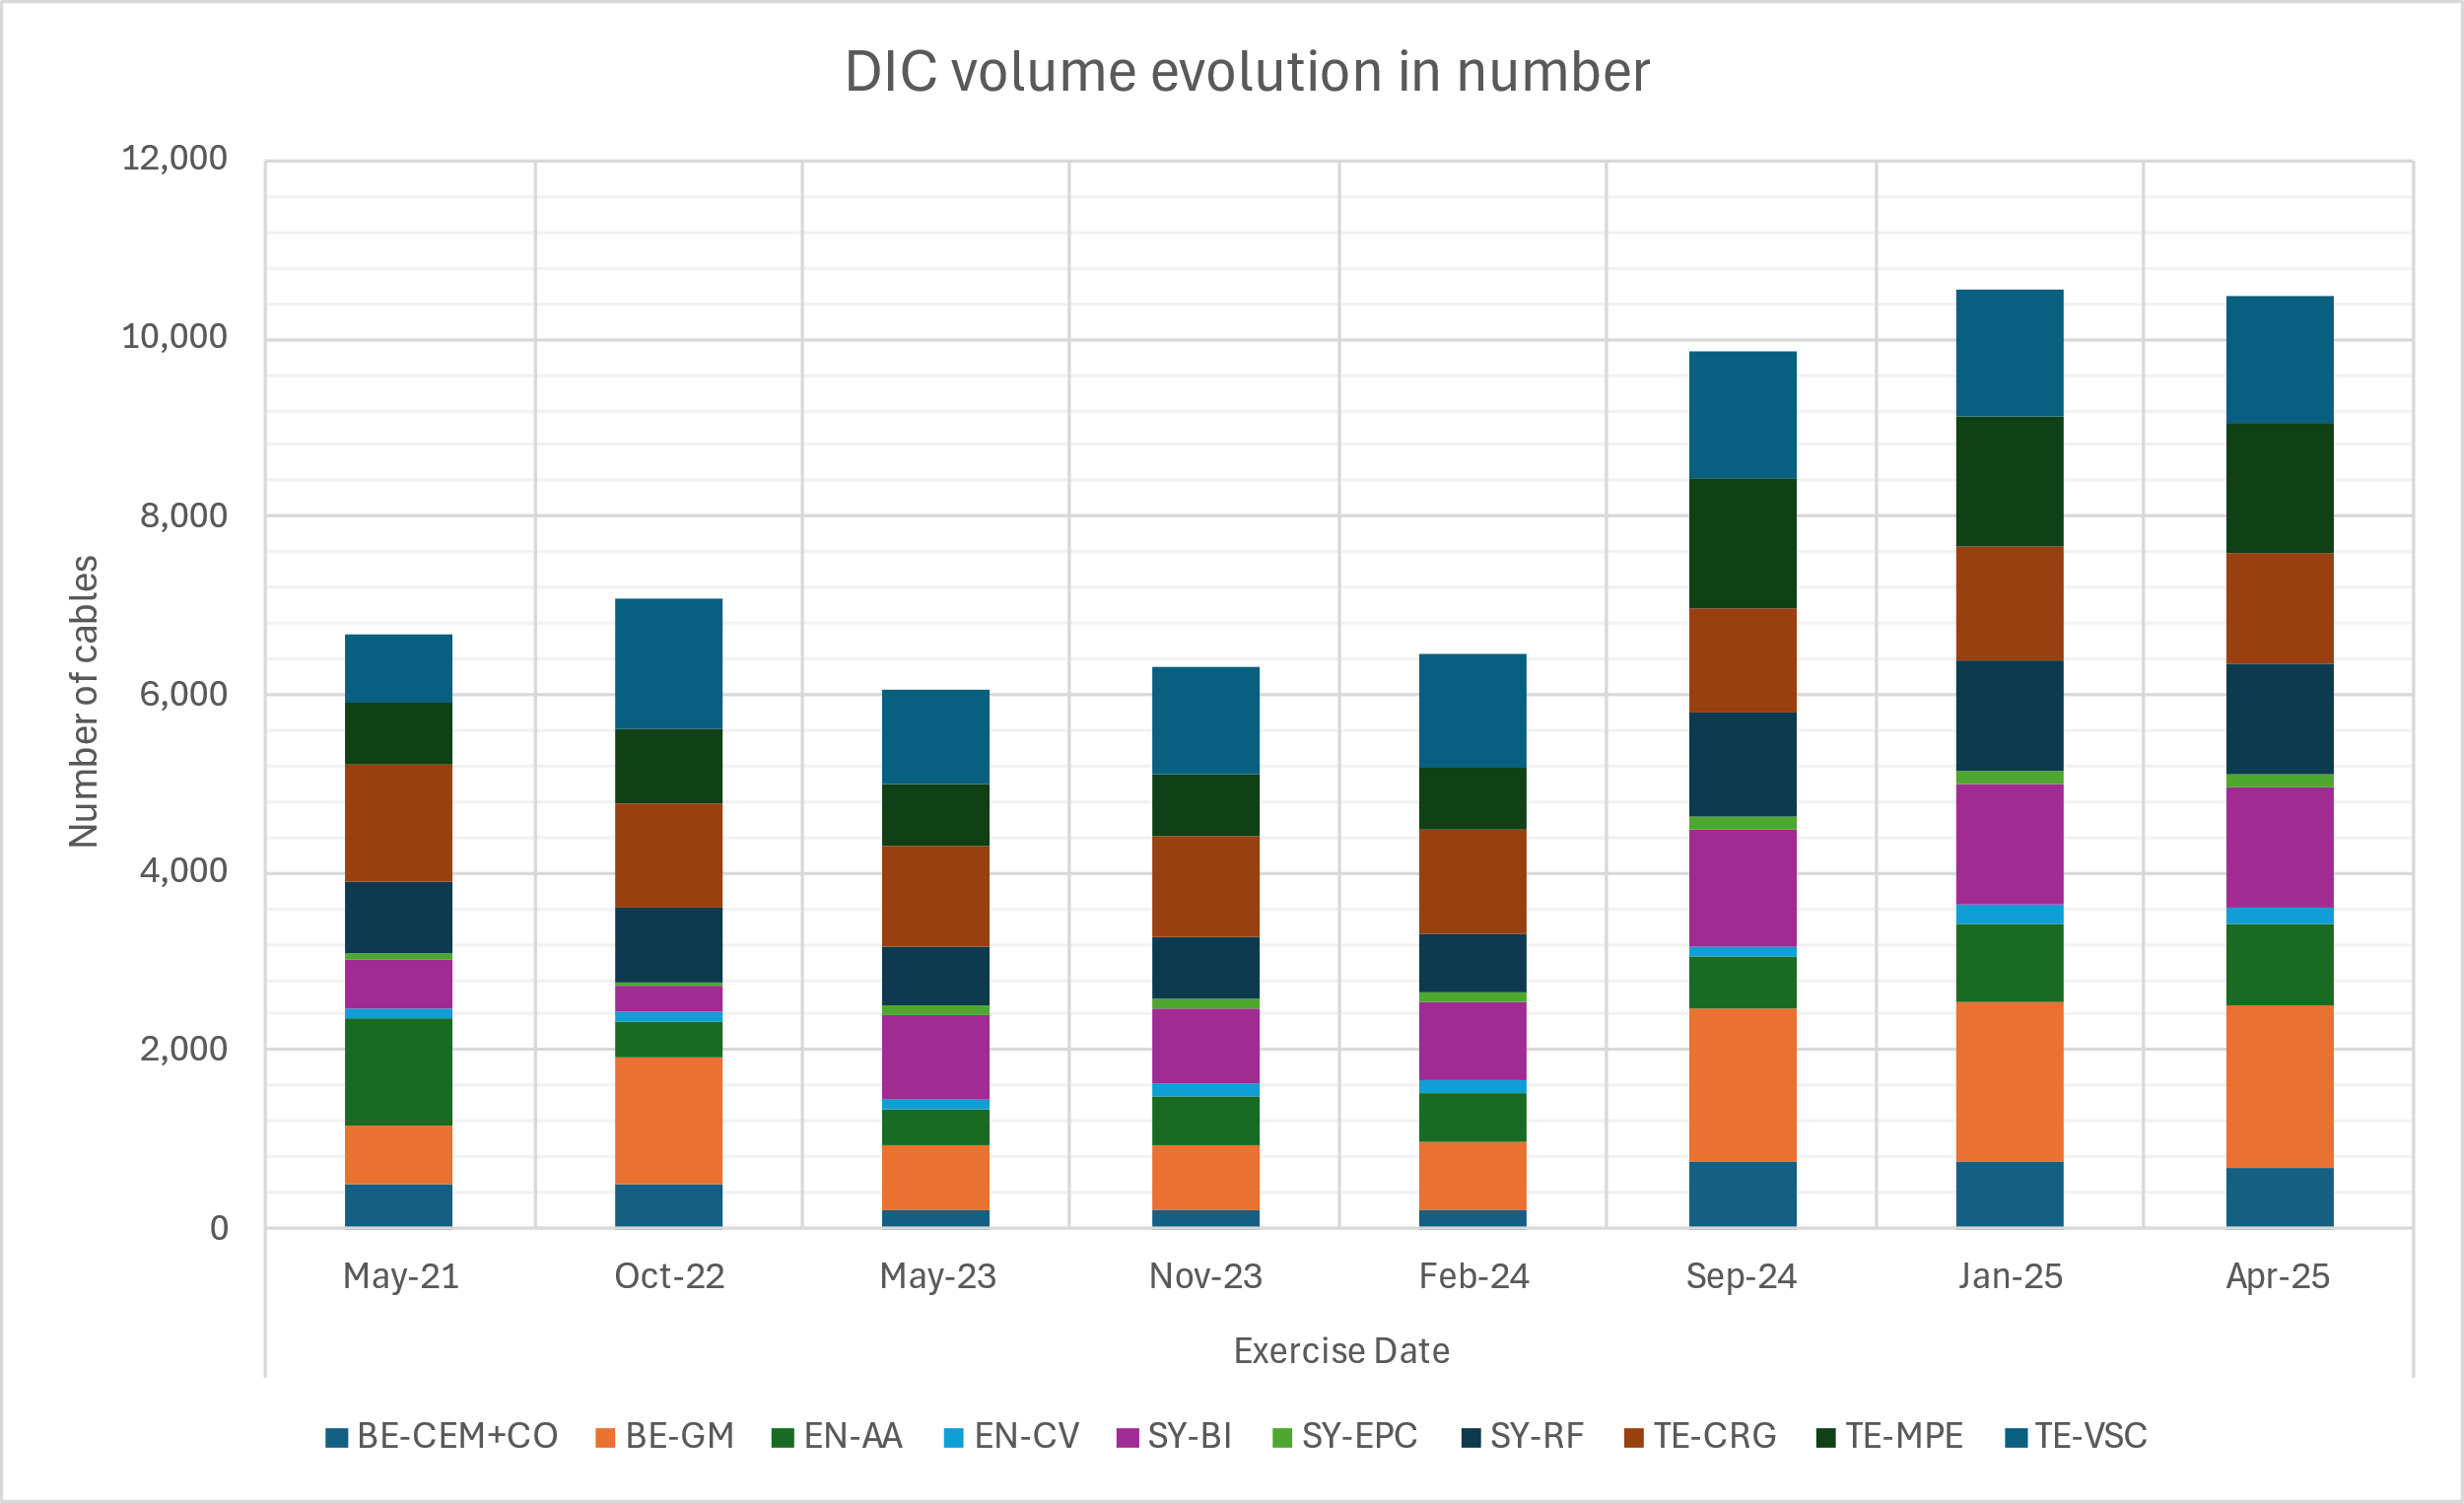 DIC volume evolution in number
12,000
10,000
8,000
6,000
4,000
2,000
0
Number of cables
May-21 Oct-22 May-23 Nov-23 Feb-24 Sep-24 Jan-25 Apr-25
Exercise Date
BE-CEM+CO BE-GM EN-AA EN-CV SY-BI SY-EPC SY-RF TE-CRG TE-MPE TE-VSC